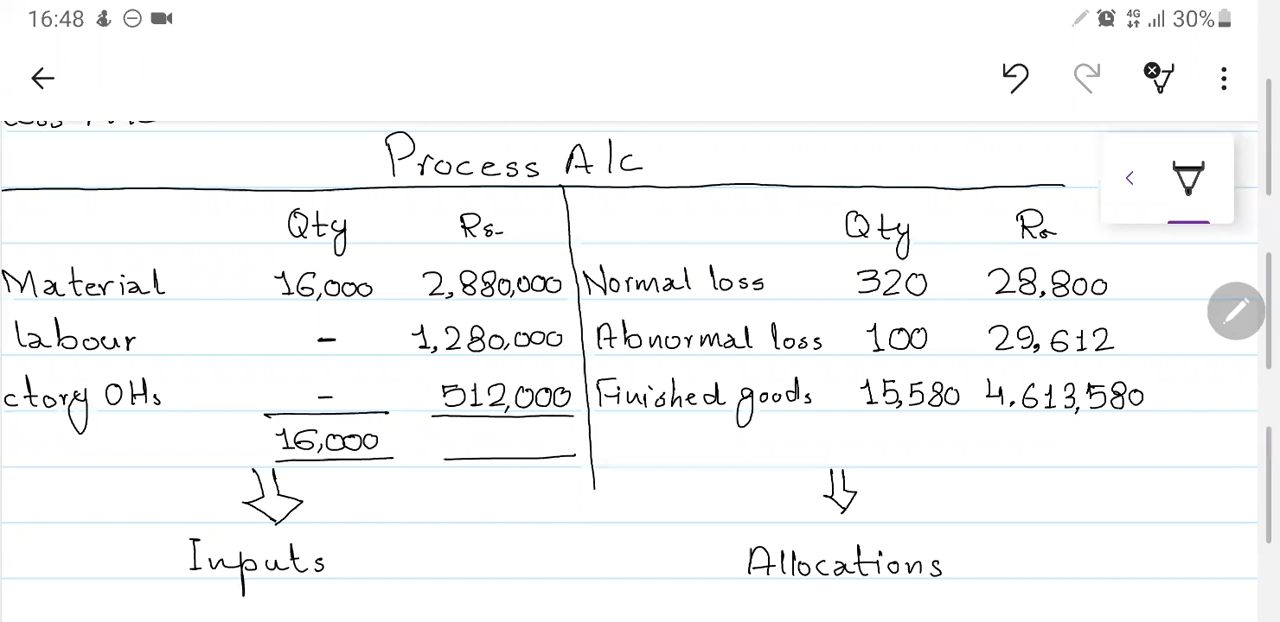 16:48 4G 30%
Process A/c
Qty Rs- Qty Rs
Material 16,000 2,880,000 Normal loss 320 28,800
labour - 1,280,000 Abnormal loss 100 29,612
ctory OHs - 512,000 Finished goods 15,580 4,613,580
16,000
Inputs Allocations